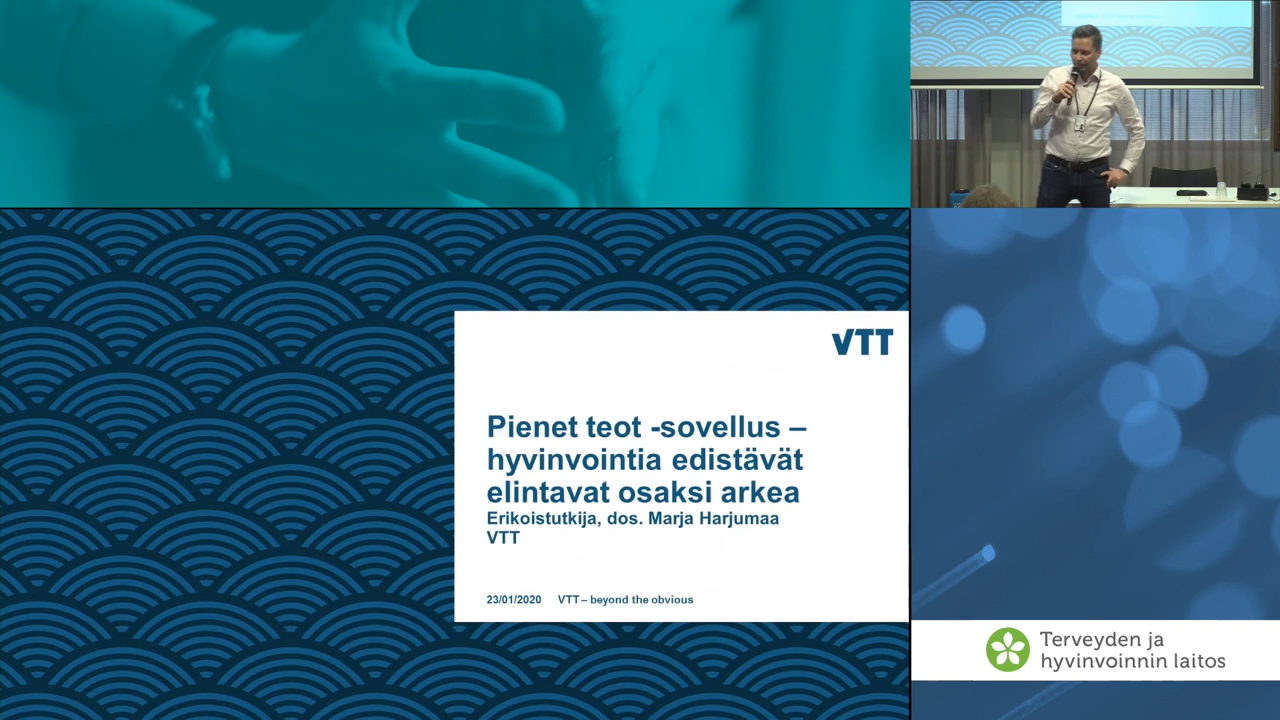 VTT
Pienet teot -sovellus –
hyvinvointia edistävät
elintavat osaksi arkea
Erikoistutkija, dos. Marja Harjumaa
VTT
23/01/2020 VTT – beyond the obvious
Terveyden ja
hyvinvoinnin laitos